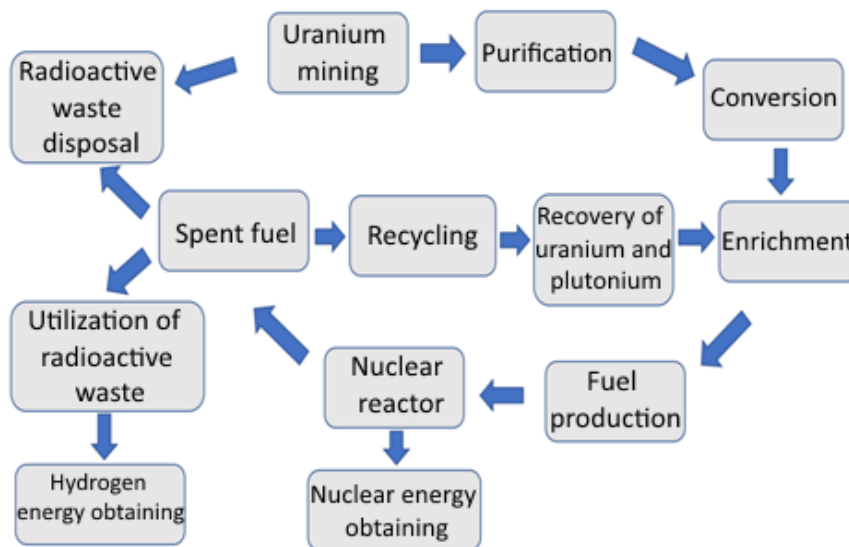 Uranium
mining
Purification
Radioactive
waste
disposal
Conversion
Spent fuel
Recycling
Recovery of
uranium and
plutonium
Enrichment
Utilization of
radioactive
waste
Nuclear
reactor
Fuel
production
Hydrogen
energy obtaining
Nuclear energy
obtaining